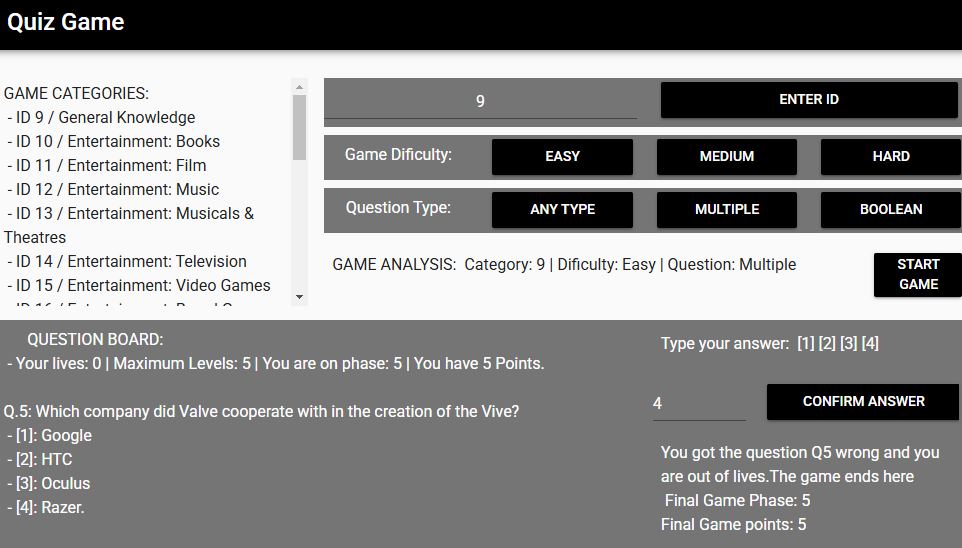 Quiz Game
GAME CATEGORIES:
- ID 9 / General Knowledge
- ID 10 / Entertainment: Books
- ID 11 / Entertainment: Film
- ID 12 / Entertainment: Music
- ID 13 / Entertainment: Musicals &
Theatres
- ID 14 / Entertainment: Television
- ID 15 / Entertainment: Video Games
9
ENTER ID
Game Dificulty:
EASY
MEDIUM
HARD
Question Type:
ANY TYPE
MULTIPLE
BOOLEAN
GAME ANALYSIS: Category: 9 | Dificulty: Easy | Question: Multiple
START
GAME
QUESTION BOARD:
- Your lives: 0 | Maximum Levels: 5 | You are on phase: 5 | You have 5 Points.
Q.5: Which company did Valve cooperate with in the creation of the Vive?
- [1]: Google
- [2]: HTC
- [3]: Oculus
- [4]: Razer.
Type your answer: [1] [2] [3] [4]
4
CONFIRM ANSWER
You got the question Q5 wrong and you
are out of lives.The game ends here
Final Game Phase: 5
Final Game points: 5